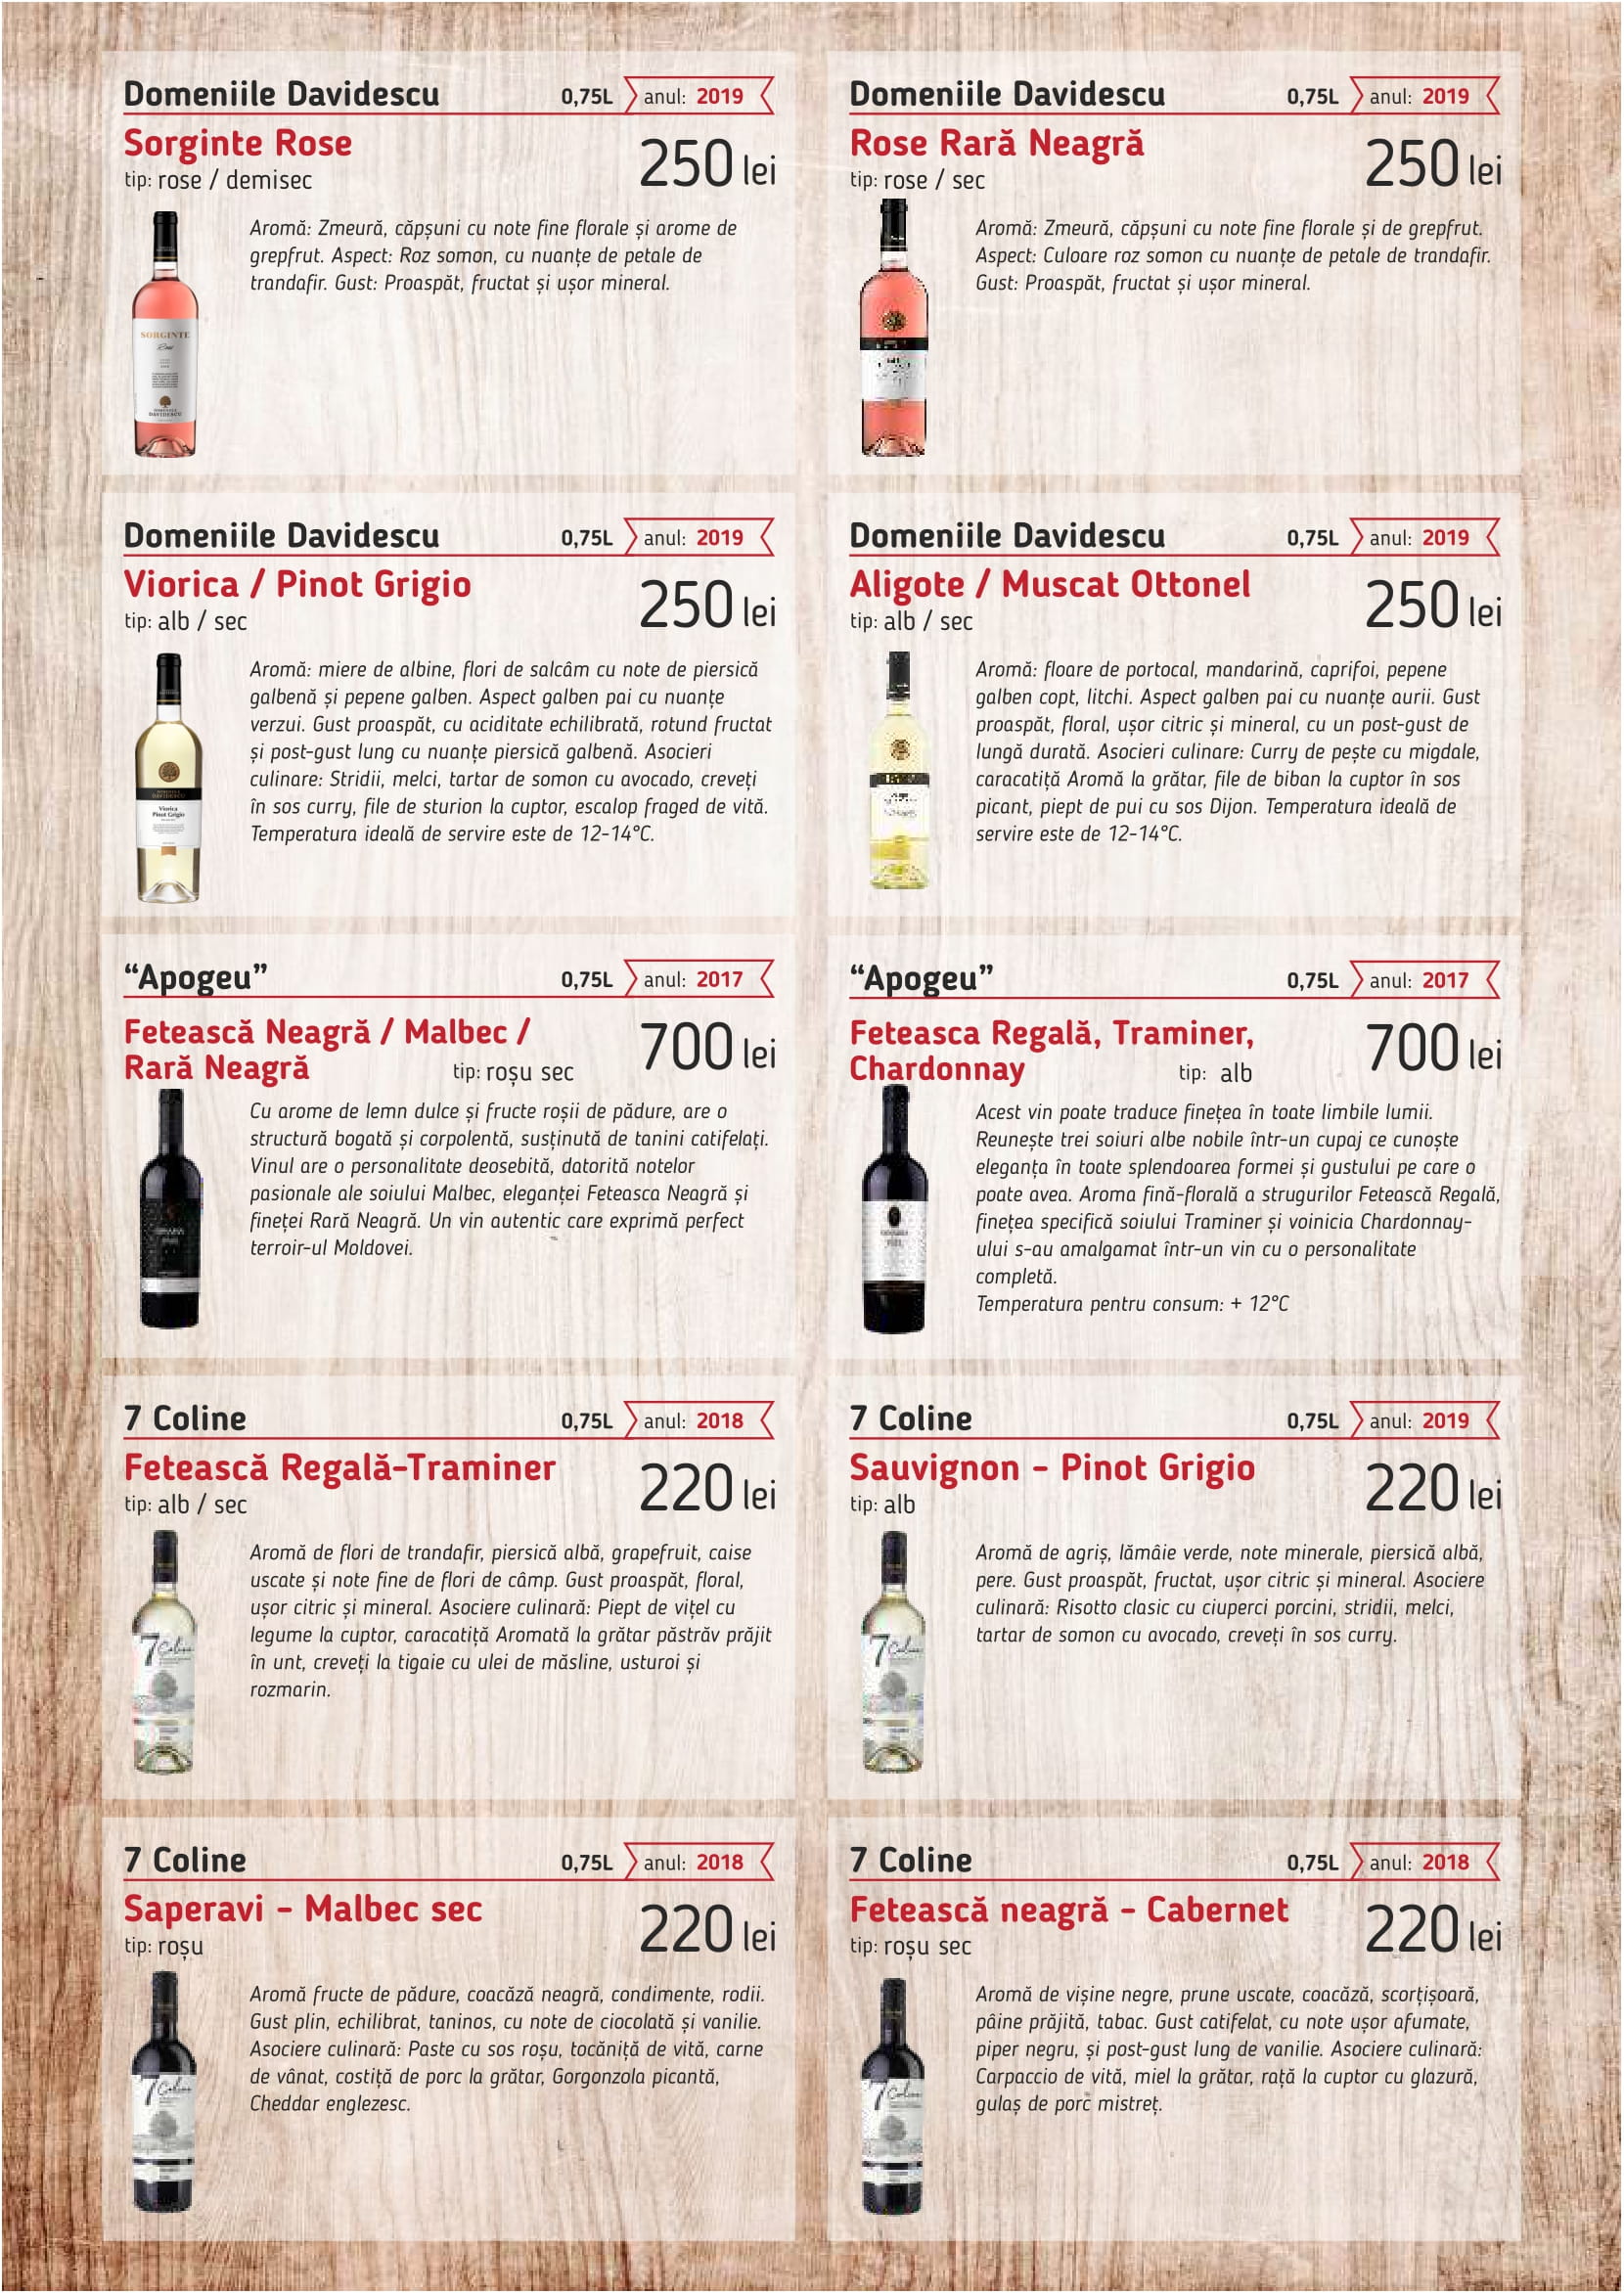 Domeniile Davidescu 0,75L anul: 2019
Sorginte Rose
250 lei
tip: rose / demisec
Aromă: Zmeură, căpșuni cu note fine florale și arome de
grepfrut. Aspect: Roz somon, cu nuanțe de petale de
trandafir. Gust: Proaspăt, fructat și ușor mineral.
SORGINTE
Rose
Domeniile Davidescu 0,75L anul: 2019
Rose Rară Neagră
250 lei
tip: rose / sec
Aromă: Zmeură, căpșuni cu note fine florale și de grepfrut.
Aspect: Culoare roz somon cu nuanțe de petale de trandafir.
Gust: Proaspăt, fructat și ușor mineral.
Domeniile Davidescu 0,75L anul: 2019
Viorica / Pinot Grigio
250 lei
tip: alb / sec
Aromă: miere de albine, flori de salcâm cu note de piersică
galbenă și pepene galben. Aspect galben pai cu nuanțe
verzui. Gust proaspăt, cu aciditate echilibrată, rotund fructat
și post-gust lung cu nuanțe piersică galbenă. Asocieri
culinare: Stridii, melci, tartar de somon cu avocado, creveți
în sos curry, file de sturion la cuptor, escalop fraged de vită.
Temperatura ideală de servire este de 12-14°C.
Viorica
Pinot Grigio
Domeniile Davidescu 0,75L anul: 2019
Aligote / Muscat Ottonel
250 lei
tip: alb / sec
Aromă: floare de portocal, mandarină, caprifoi, pepene
galben copt, litchi. Aspect galben pai cu nuanțe aurii. Gust
proaspăt, floral, ușor citric și mineral, cu un post-gust de
lungă durată. Asocieri culinare: Curry de pește cu migdale,
caracatiță Aromă la grătar, file de biban la cuptor în sos
picant, piept de pui cu sos Dijon. Temperatura ideală de
servire este de 12-14°C.
“Apogeu” 0,75L anul: 2017
Fetească Neagră / Malbec /
Rară Neagră
tip: roșu sec
700 lei
Cu arome de lemn dulce și fructe roșii de pădure, are o
structură bogată și corpolentă, susținută de tanini catifelați.
Vinul are o personalitate deosebită, datorită notelor
pasionale ale soiului Malbec, eleganței Feteasca Neagră și
fineței Rară Neagră. Un vin autentic care exprimă perfect
terroir-ul Moldovei.
“Apogeu” 0,75L anul: 2017
Feteasca Regală, Traminer,
Chardonnay
tip: alb
700 lei
Acest vin poate traduce finețea în toate limbile lumii.
Reunește trei soiuri albe nobile într-un cupaj ce cunoște
eleganța în toate splendoarea formei și gustului pe care o
poate avea. Aroma fină-florală a strugurilor Fetească Regală,
finețea specifică soiului Traminer și voinicia Chardonnay-
ului s-au amalgamat într-un vin cu o personalitate
completă.
Temperatura pentru consum: + 12°C
7 Coline 0,75L anul: 2018
Fetească Regală-Traminer
220 lei
tip: alb / sec
Aromă de flori de trandafir, piersică albă, grapefruit, caise
uscate și note fine de flori de câmp. Gust proaspăt, floral,
ușor citric și mineral. Asociere culinară: Piept de vițel cu
legume la cuptor, caracatiță Aromată la grătar păstrăv prăjit
în unt, creveți la tigaie cu ulei de măsline, usturoi și
rozmarin.
7 Coline
7 Coline 0,75L anul: 2019
Sauvignon - Pinot Grigio
220 lei
tip: alb
Aromă de agriș, lămâie verde, note minerale, piersică albă,
pere. Gust proaspăt, fructat, ușor citric și mineral. Asociere
culinară: Risotto clasic cu ciuperci porcini, stridii, melci,
tartar de somon cu avocado, creveți în sos curry.
7 Coline
7 Coline 0,75L anul: 2018
Saperavi - Malbec sec
220 lei
tip: roșu
Aromă fructe de pădure, coacăză neagră, condimente, rodii.
Gust plin, echilibrat, taninos, cu note de ciocolată și vanilie.
Asociere culinară: Paste cu sos roșu, tocăniță de vită, carne
de vânat, costiță de porc la grătar, Gorgonzola picantă,
Cheddar englezesc.
7 Coline
7 Coline 0,75L anul: 2018
Fetească neagră - Cabernet
220 lei
tip: roșu sec
Aromă de vișine negre, prune uscate, coacăză, scorțișoară,
pâine prăjită, tabac. Gust catifelat, cu note ușor afumate,
piper negru, și post-gust lung de vanilie. Asociere culinară:
Carpaccio de vită, miel la grătar, rață la cuptor cu glazură,
gulaș de porc mistreț.
7 Coline